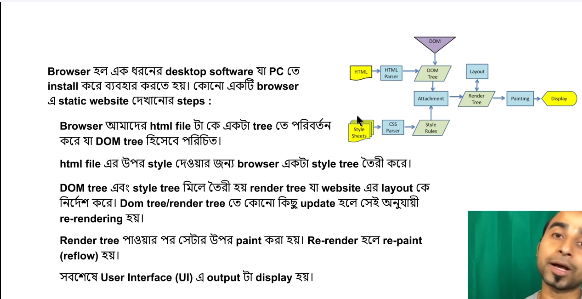 Browser হল এক ধরনের desktop software যা PC তে
install করে ব্যবহার করতে হয়। কোনো একটি browser
এ static website দেখানোর steps :
Browser আমাদের html file টা কে একটা tree তে পরিবর্তন
করে যা DOM tree হিসেবে পরিচিত।
html file এর উপর style দেওয়ার জন্য browser একটা style tree তৈরী করে।
DOM tree এবং style tree মিলে তৈরী হয় render tree যা website এর layout কে
নির্দেশ করে। Dom tree/render tree তে কোনো কিছু update হলে সেই অনুযায়ী
re-rendering হয়।
Render tree পাওয়ার পর সেটার উপর paint করা হয়। Re-render হলে re-paint
(reflow) হয়।
সবশেষে User Interface (UI) এ output টা display হয়।
DOM
HTML
HTML
Parser
DOM
Tree
Layout
Attachment
Render
Tree
Painting
Display
Style
Sheets
CSS
Parser
Style
Rules